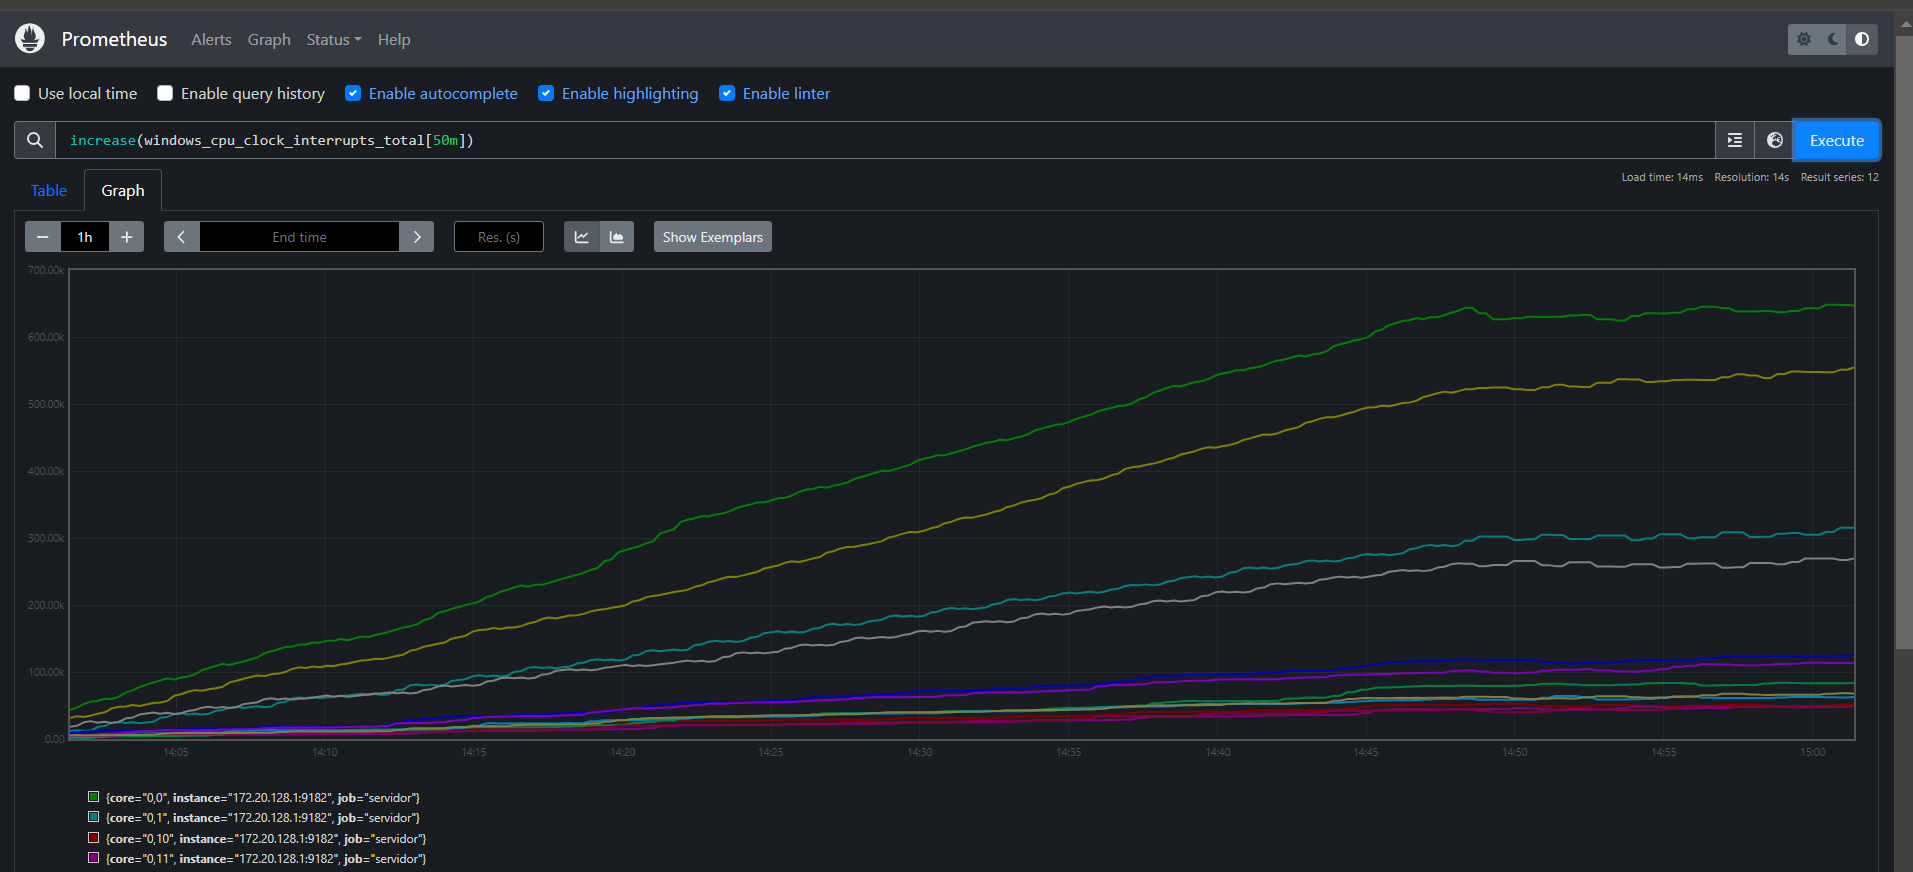 Prometheus Alerts Graph Status Help
Use local time Enable query history Enable autocomplete Enable highlighting Enable linter
increase(windows_cpu_clock_interrupts_total[50m]) Execute
Load time: 14ms Resolution: 14s Result series: 12
Table Graph
− 1h + End time Res. (s) Show Exemplars
700.00k
600.00k
500.00k
400.00k
300.00k
200.00k
100.00k
0.00
14:05 14:10 14:15 14:20 14:25 14:30 14:35 14:40 14:45 14:50 14:55 15:00
{core="0,0", instance="172.20.128.1:9182", job="servidor"}
{core="0,1", instance="172.20.128.1:9182", job="servidor"}
{core="0,10", instance="172.20.128.1:9182", job="servidor"}
{core="0,11", instance="172.20.128.1:9182", job="servidor"}